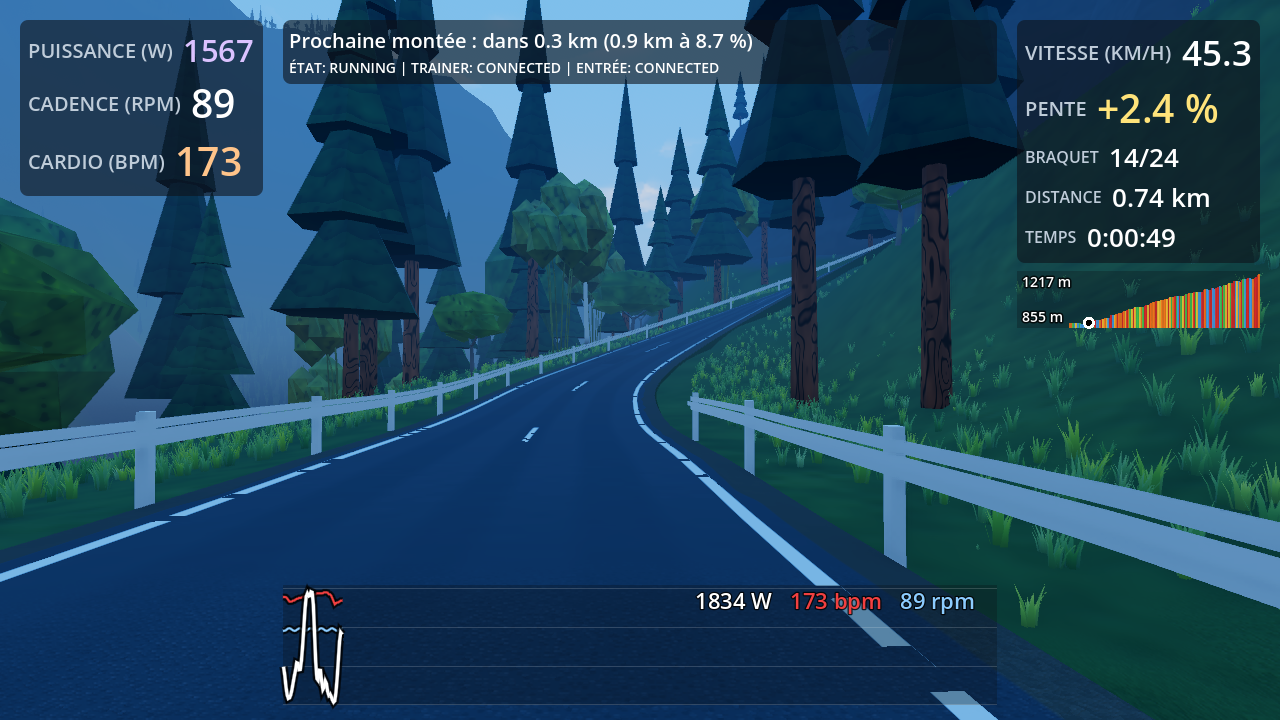 PUISSANCE (W) 1567
CADENCE (RPM) 89
CARDIO (BPM) 173
Prochaine montée : dans 0.3 km (0.9 km à 8.7 %)
ÉTAT: RUNNING | TRAINER: CONNECTED | ENTRÉE: CONNECTED
VITESSE (KM/H) 45.3
PENTE +2.4 %
BRAQUET 14/24
DISTANCE 0.74 km
TEMPS 0:00:49
1217 m
855 m
1834 W 173 bpm 89 rpm